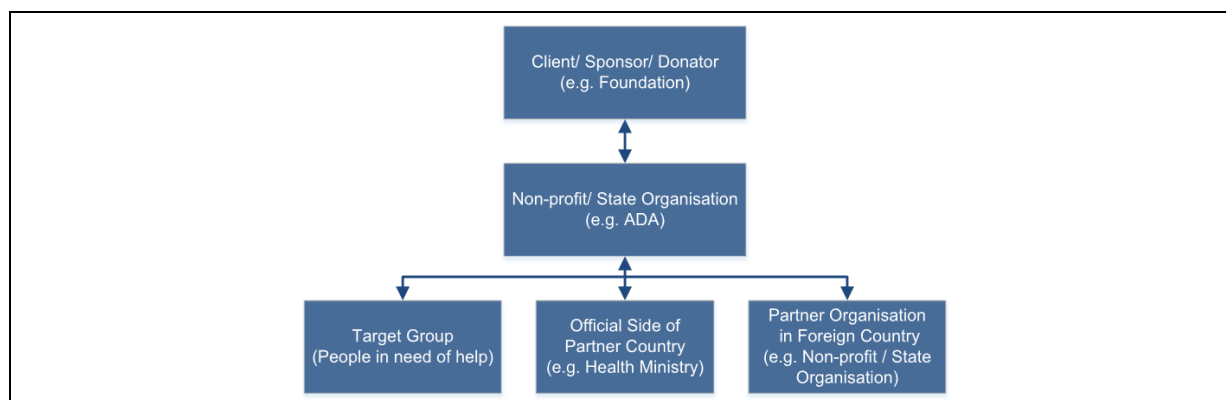 Client/ Sponsor/ Donator
(e.g. Foundation)
Non-profit/ State Organisation
(e.g. ADA)
Target Group
(People in need of help)
Official Side of
Partner Country
(e.g. Health Ministry)
Partner Organisation
in Foreign Country
(e.g. Non-profit / State
Organisation)